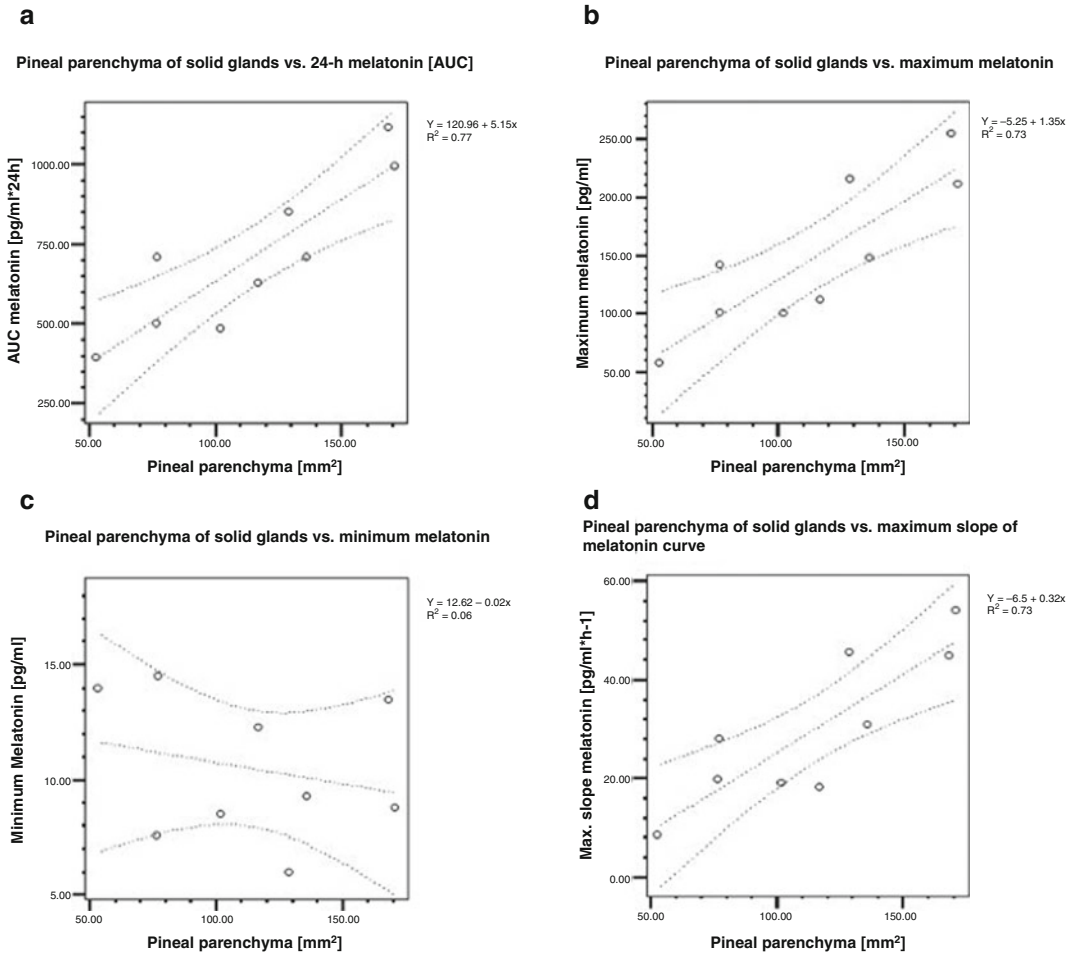 a
Pineal parenchyma of solid glands vs. 24-h melatonin [AUC]
Y = 120.96 + 5.15x
R² = 0.77
AUC melatonin [pg/ml*24h]
1000.00
750.00
500.00
250.00
50.00 100.00 150.00
Pineal parenchyma [mm²]
b
Pineal parenchyma of solid glands vs. maximum melatonin
Y = –5.25 + 1.35x
R² = 0.73
Maximum melatonin [pg/ml]
250.00
200.00
150.00
100.00
50.00
50.00 100.00 150.00
Pineal parenchyma [mm²]
c
Pineal parenchyma of solid glands vs. minimum melatonin
Y = 12.62 – 0.02x
R² = 0.06
Minimum Melatonin [pg/ml]
15.00
10.00
5.00
50.00 100.00 150.00
Pineal parenchyma [mm²]
d
Pineal parenchyma of solid glands vs. maximum slope of
melatonin curve
Y = –6.5 + 0.32x
R² = 0.73
Max. slope melatonin [pg/ml*h-1]
60.00
40.00
20.00
0.00
50.00 100.00 150.00
Pineal parenchyma [mm²]